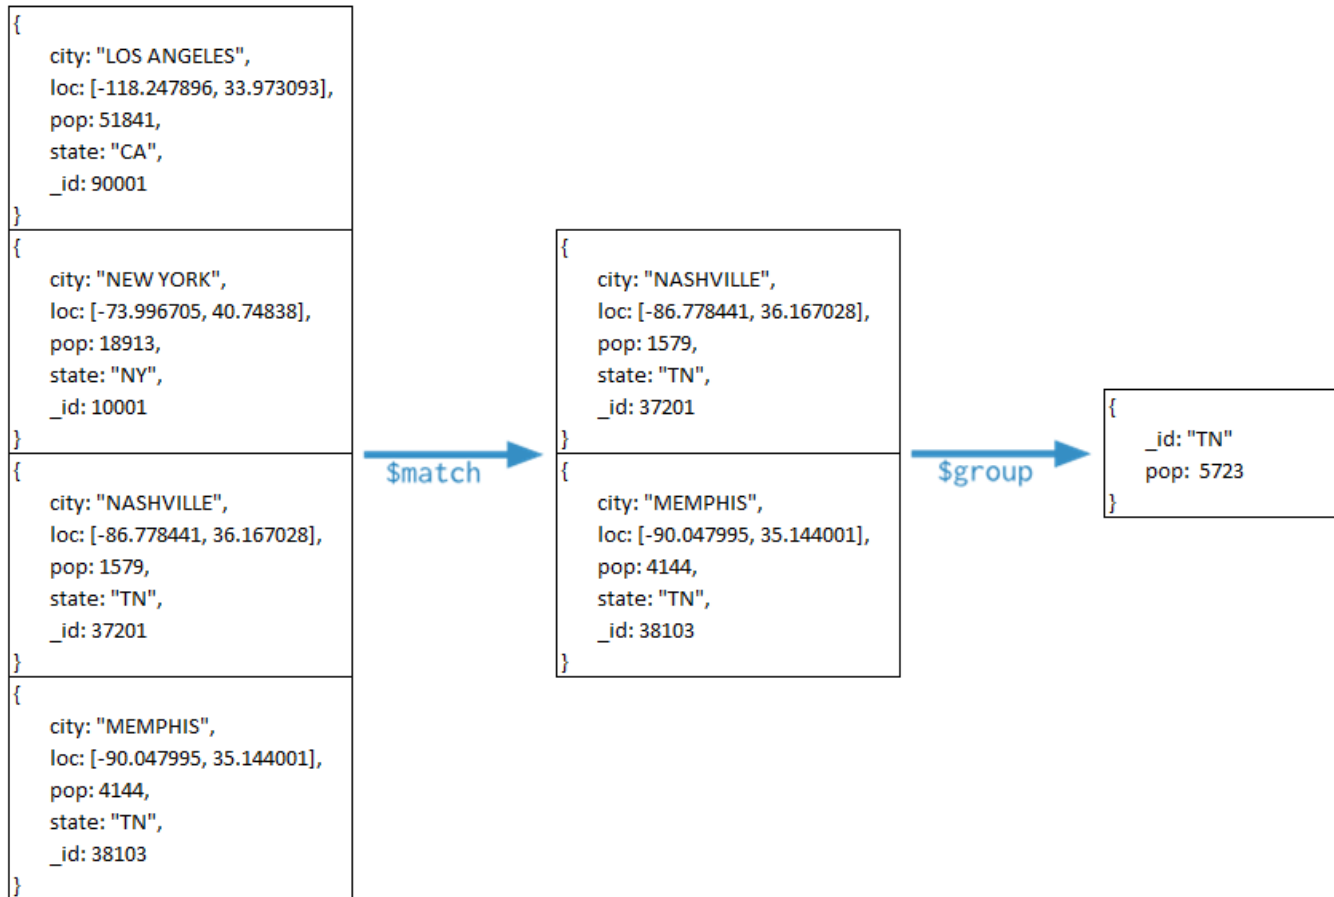 {
city: "LOS ANGELES",
loc: [-118.247896, 33.973093],
pop: 51841,
state: "CA",
_id: 90001
}
{
city: "NEW YORK",
loc: [-73.996705, 40.74838],
pop: 18913,
state: "NY",
_id: 10001
}
{
city: "NASHVILLE",
loc: [-86.778441, 36.167028],
pop: 1579,
state: "TN",
_id: 37201
}
{
city: "MEMPHIS",
loc: [-90.047995, 35.144001],
pop: 4144,
state: "TN",
_id: 38103
}
$match
{
city: "NASHVILLE",
loc: [-86.778441, 36.167028],
pop: 1579,
state: "TN",
_id: 37201
}
{
city: "MEMPHIS",
loc: [-90.047995, 35.144001],
pop: 4144,
state: "TN",
_id: 38103
}
$group
{
_id: "TN"
pop: 5723
}